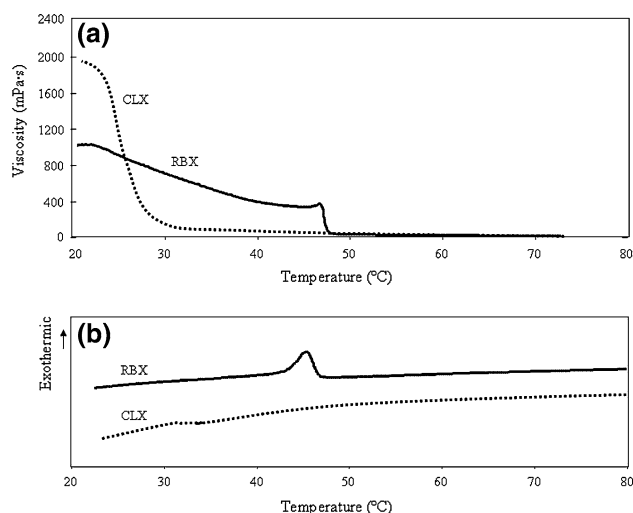 (a)
Viscosity (mPa·s)
2400
2000
1600
1200
800
400
0
CLX
RBX
20 30 40 50 60 70 80
Temperature (°C)
(b)
Exothermic
RBX
CLX
20 30 40 50 60 70 80
Temperature (°C)